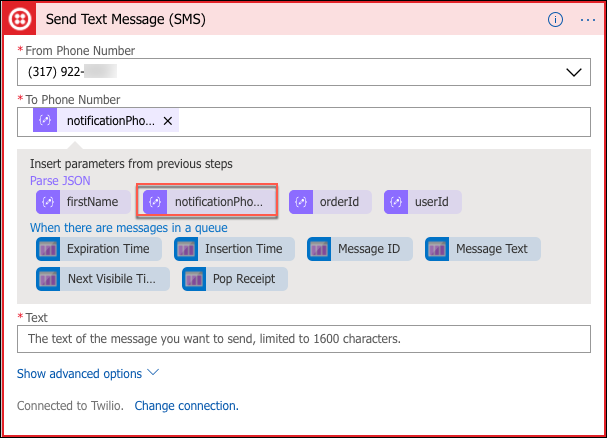 Send Text Message (SMS)
* From Phone Number
(317) 922-
* To Phone Number
notificationPho... ×
Insert parameters from previous steps
Parse JSON
firstName notificationPho... orderId userId
When there are messages in a queue
Expiration Time Insertion Time Message ID Message Text
Next Visibile Ti... Pop Receipt
* Text
The text of the message you want to send, limited to 1600 characters.
Show advanced options
Connected to Twilio. Change connection.